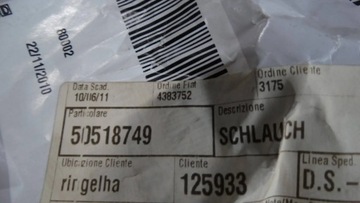 22/11/2010
Data Scad.
10/06/11
Ordine Fiat
4383752
Ordine Cliente
3175
Particolare
50518749
Descrizione
SCHLAUCH
Ubicazione Cliente
rir gelha
Cliente
125933
Linea Sped.
D.S.-